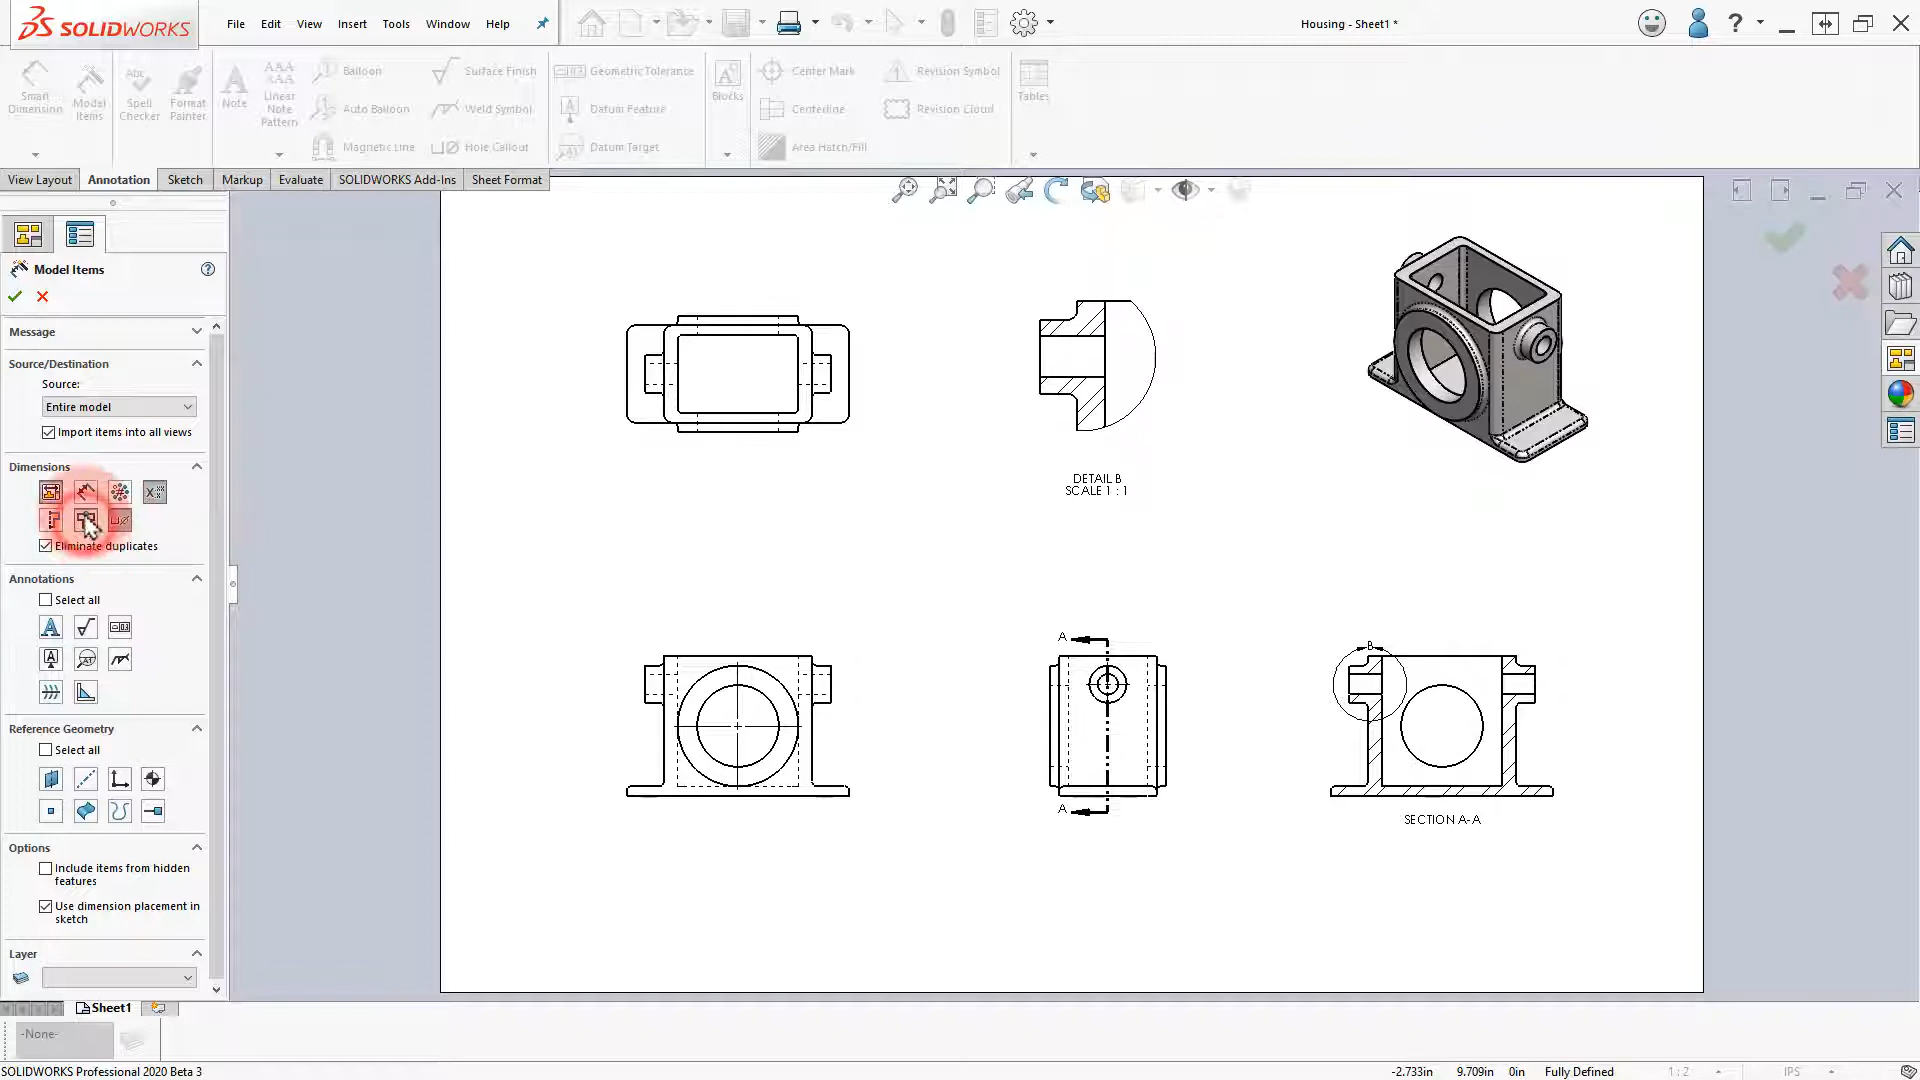 SOLIDWORKS
File Edit View Insert Tools Window Help
Housing - Sheet1 *
Smart Dimension
Model Items
Spell Checker
Format Painter
Note
Linear Note Pattern
Balloon
Auto Balloon
Magnetic Line
Surface Finish
Weld Symbol
Hole Callout
Geometric Tolerance
Datum Feature
Datum Target
Blocks
Center Mark
Centerline
Area Hatch/Fill
Revision Symbol
Revision Cloud
Tables
View Layout Annotation Sketch Markup Evaluate SOLIDWORKS Add-Ins Sheet Format
Model Items
Message
Source/Destination
Source:
Entire model
Import items into all views
Dimensions
Eliminate duplicates
Annotations
Select all
Reference Geometry
Select all
Options
Include items from hidden
features
Use dimension placement in
sketch
Layer
DETAIL B
SCALE 1 : 1
A
A
B
SECTION A-A
Sheet1
-None-
SOLIDWORKS Professional 2020 Beta 3
-2.733in 9.709in 0in Fully Defined 1 : 2 IPS